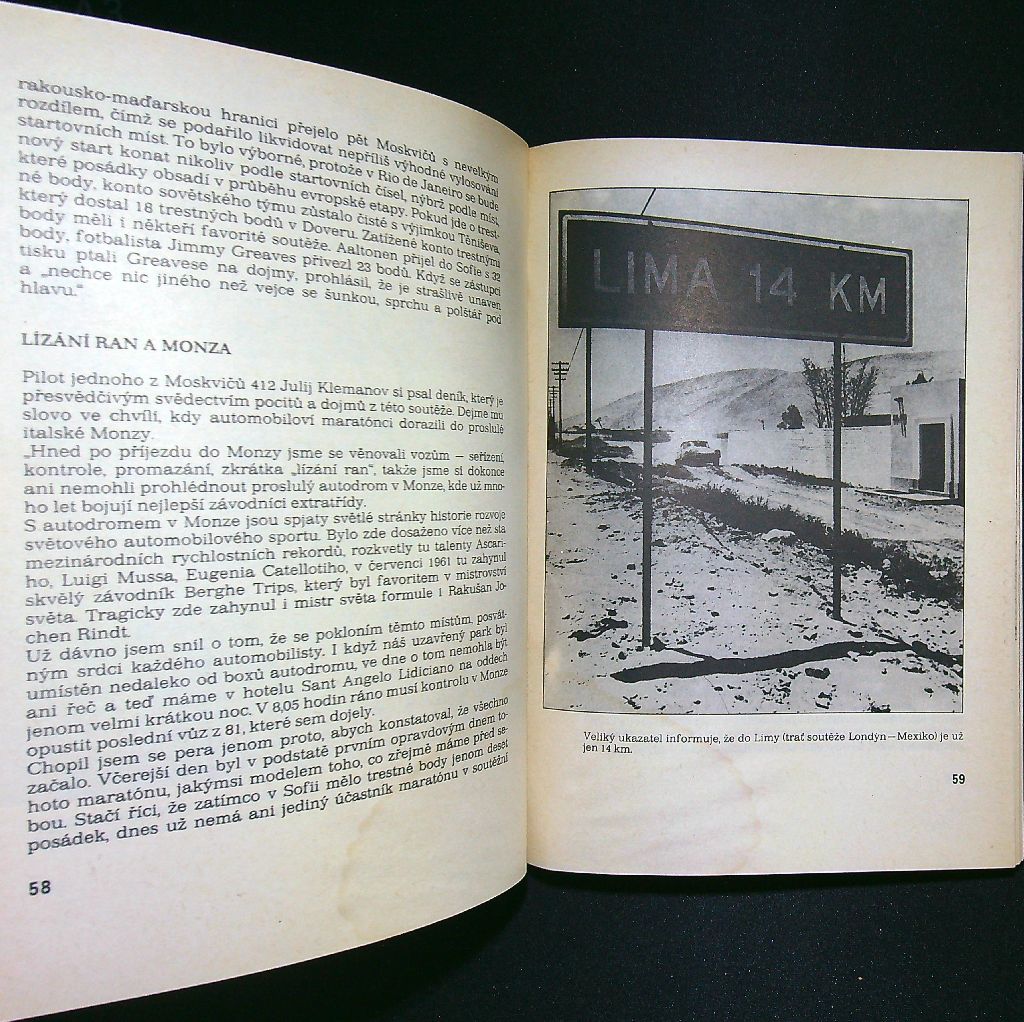 rakousko-maďarskou hranici přejelo pět Moskvičů s nevelkým
rozdílem, čímž se podařilo likvidovat nepříliš výhodné vylosování
startovních míst. To bylo výborné, protože v Rio de Janeiro se bude
nový start konat nikoliv podle startovních čísel, nýbrž podle míst,
které posádky obsadí v průběhu evropské etapy. Pokud jde o trest-
né body, konto sovětského týmu zůstalo čisté s výjimkou Těniševa,
který dostal 18 trestných bodů v Doveru. Zatížené konto trestnými
body měli i někteří favorité soutěže. Aaltonen přijel do Sofie s 32
body, fotbalista Jimmy Greaves přivezl 23 bodů. Když se zástupci
tisku ptali Greavese na dojmy, prohlásil, že je strašlivě unaven
a „nechce nic jiného než vejce se šunkou, sprchu a polštář pod
hlavu.“
LÍZÁNÍ RAN A MONZA
Pilot jednoho z Moskvičů 412 Julij Klemanov si psal deník, který je
přesvědčivým svědectvím pocitů a dojmů z této soutěže. Dejme mu
slovo ve chvíli, kdy automobiloví maratónci dorazili do proslulé
italské Monzy.
„Hned po příjezdu do Monzy jsme se věnovali vozům – seřízení,
kontrole, promazání, zkrátka „lízání ran“, takže jsme si dokonce
ani nemohli prohlédnout proslulý autodrom v Monze, kde už mno-
ho let bojují nejlepší závodníci extratřídy.
S autodromem v Monze jsou spjaty světlé stránky historie rozvoje
světového automobilového sportu. Bylo zde dosaženo více než sta
mezinárodních rychlostních rekordů, rozkvetly tu talenty Ascari-
ho, Luigi Mussa, Eugenia Catellotiho, v červenci 1961 tu zahynul
skvělý závodník Berghe Trips, který byl favoritem v mistrovství
světa. Tragicky zde zahynul i mistr světa formule 1 Rakušan Jo-
chen Rindt.
Už dávno jsem snil o tom, že se pokloním těmto místům, posvát-
ným srdci každého automobilisty. I když náš uzavřený park byl
umístěn nedaleko od boxů autodromu, ve dne o tom nemohla být
ani řeč a teď máme v hotelu Sant Angelo Lidiciano na oddech
jenom velmi krátkou noc. V 8,05 hodin ráno musí kontrolu v Monze
opustit poslední vůz z 81, které sem dojely.
Chopil jsem se pera jenom proto, abych konstatoval, že všechno
začalo. Včerejší den byl v podstatě prvním opravdovým dnem to-
hoto maratónu, jakýmsi modelem toho, co zřejmě máme před se-
bou. Stačí říci, že zatímco v Sofii mělo trestné body jenom deset
posádek, dnes už nemá ani jediný účastník maratónu v soutěžní
58
LIMA 14 KM
Veliký ukazatel informuje, že do Limy (trať soutěže Londýn – Mexiko) je už
jen 14 km.
59